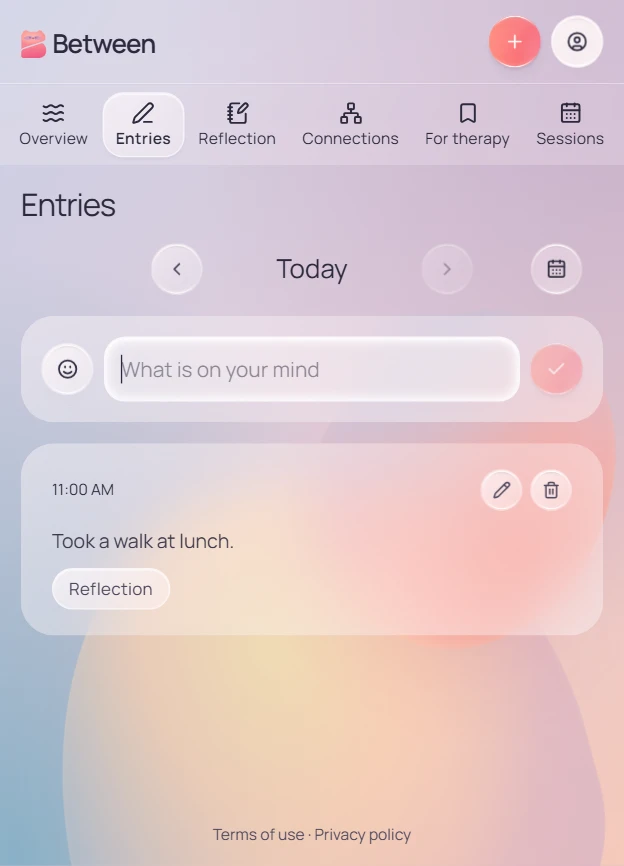 Between
Overview
Entries
Reflection
Connections
For therapy
Sessions
Entries
Today
What is on your mind
11:00 AM
Took a walk at lunch.
Reflection
Terms of use · Privacy policy